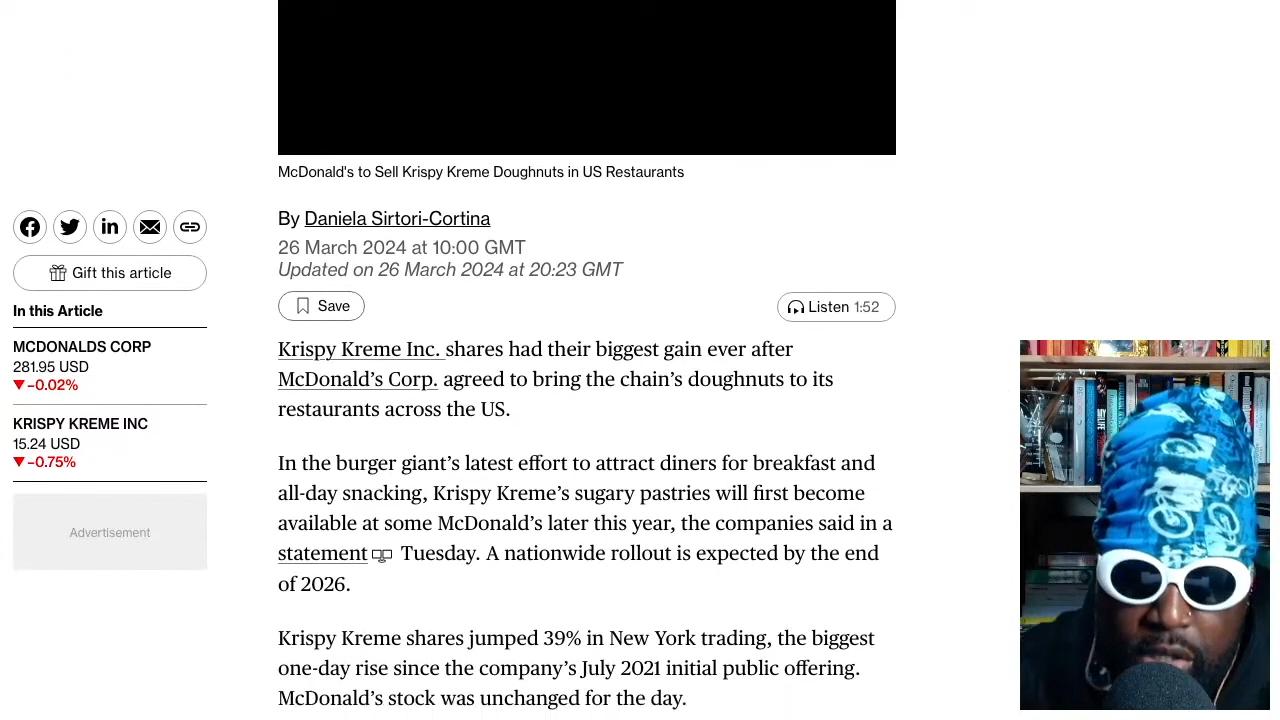 McDonald's to Sell Krispy Kreme Doughnuts in US Restaurants
By Daniela Sirtori-Cortina
26 March 2024 at 10:00 GMT
Updated on 26 March 2024 at 20:23 GMT
Gift this article
Save
Listen 1:52
In this Article
MCDONALDS CORP
281.95 USD
▼–0.02%
KRISPY KREME INC
15.24 USD
▼–0.75%
Advertisement
Krispy Kreme Inc. shares had their biggest gain ever after
McDonald’s Corp. agreed to bring the chain’s doughnuts to its
restaurants across the US.
In the burger giant’s latest effort to attract diners for breakfast and
all-day snacking, Krispy Kreme’s sugary pastries will first become
available at some McDonald’s later this year, the companies said in a
statement Tuesday. A nationwide rollout is expected by the end
of 2026.
Krispy Kreme shares jumped 39% in New York trading, the biggest
one-day rise since the company’s July 2021 initial public offering.
McDonald’s stock was unchanged for the day.